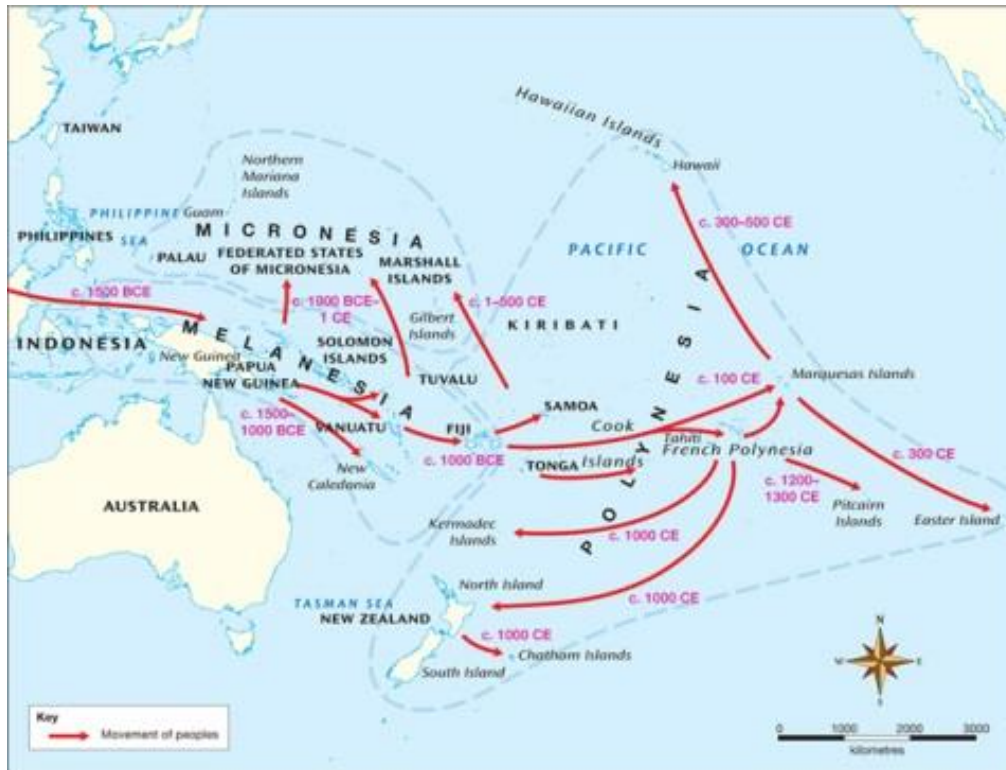 Hawaiian Islands
Hawaii
TAIWAN
Northern
Mariana
Islands
PHILIPPINE
SEA
Guam
PHILIPPINES
MICRONESIA
PALAU
FEDERATED STATES
OF MICRONESIA
MARSHALL
ISLANDS
PACIFIC OCEAN
c. 300–500 CE
c. 1500 BCE
c. 1000 BCE–
1 CE
c. 1–500 CE
Gilbert
Islands
KIRIBATI
INDONESIA
MELANESIA
New Guinea
PAPUA
NEW GUINEA
SOLOMON
ISLANDS
TUVALU
POLYNESIA
Marquesas Islands
c. 100 CE
c. 1500–
1000 BCE
VANUATU
FIJI
SAMOA
Cook
Islands
Tahiti
French Polynesia
c. 1000 BCE
TONGA
New
Caledonia
c. 300 CE
c. 1200–
1300 CE
Pitcairn
Islands
Easter Island
AUSTRALIA
Kermadec
Islands
c. 1000 CE
North Island
c. 1000 CE
TASMAN SEA
NEW ZEALAND
c. 1000 CE
Chatham Islands
South Island
N
W
E
S
Key
Movement of peoples
0 1000 2000 3000
kilometres